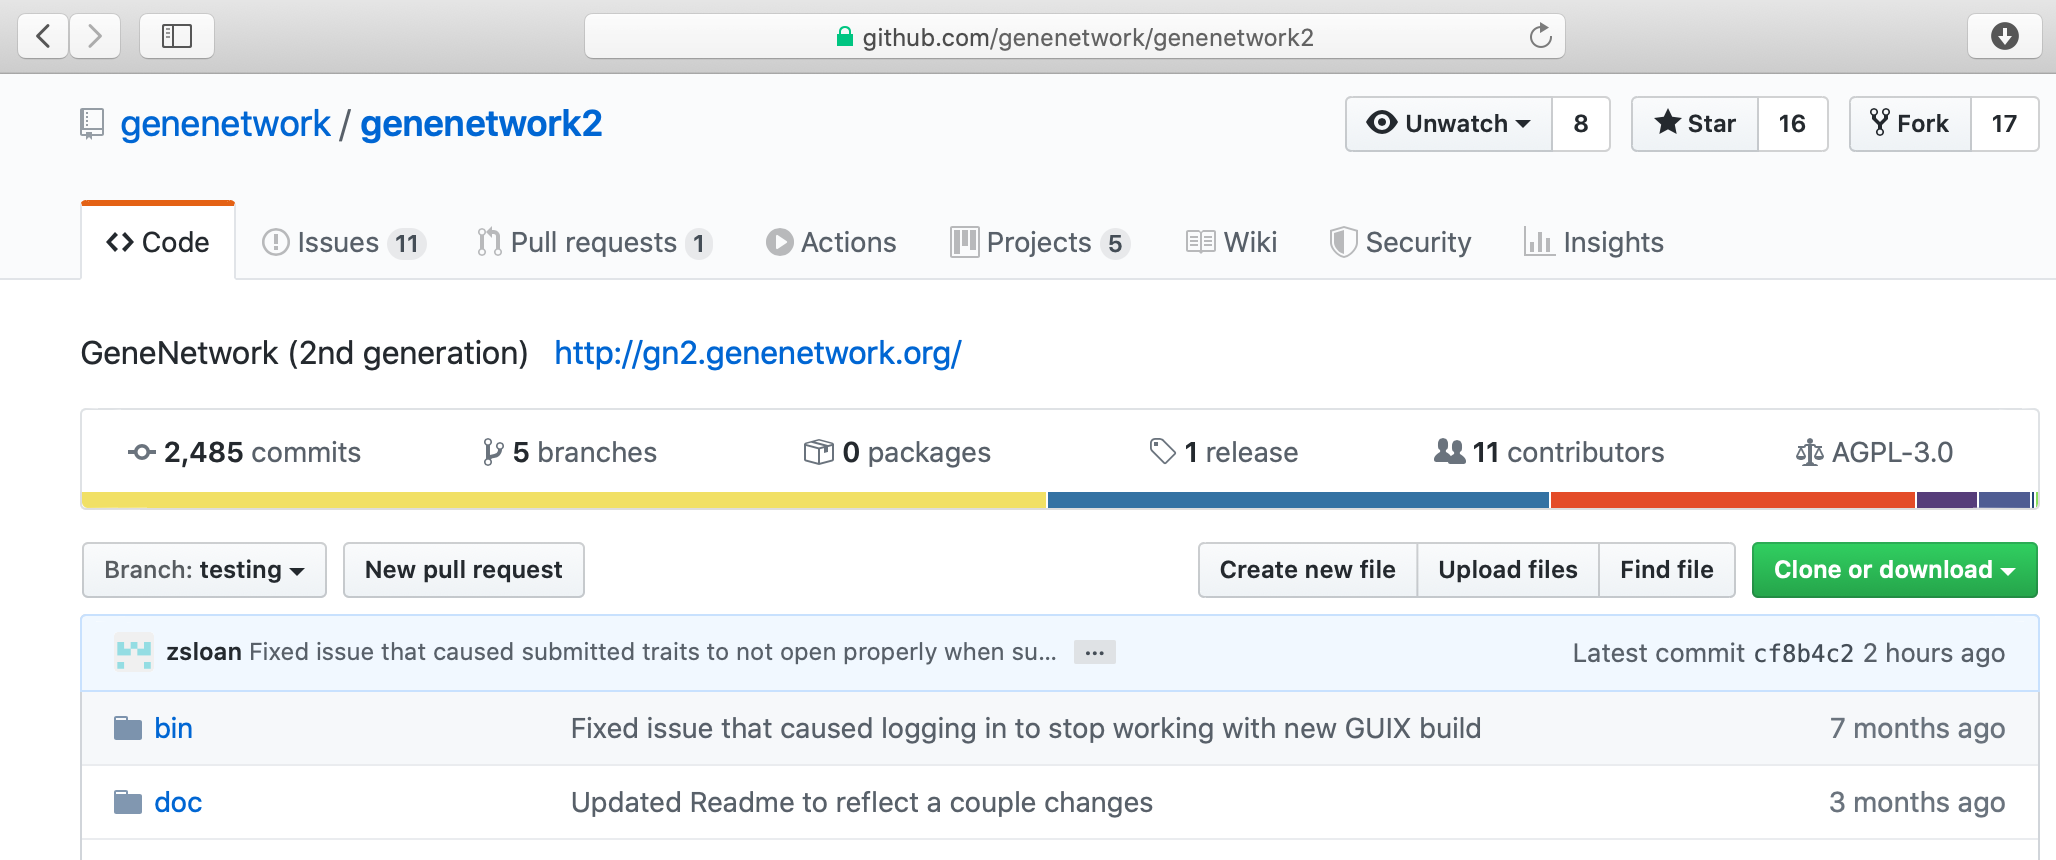 github.com/genenetwork/genenetwork2
genenetwork / genenetwork2 Unwatch 8 Star 16 Fork 17
Code Issues 11 Pull requests 1 Actions Projects 5 Wiki Security Insights
GeneNetwork (2nd generation) http://gn2.genenetwork.org/
2,485 commits 5 branches 0 packages 1 release 11 contributors AGPL-3.0
Branch: testing New pull request Create new file Upload files Find file Clone or download
zsloan Fixed issue that caused submitted traits to not open properly when su... ... Latest commit cf8b4c2 2 hours ago
bin Fixed issue that caused logging in to stop working with new GUIX build 7 months ago
doc Updated Readme to reflect a couple changes 3 months ago